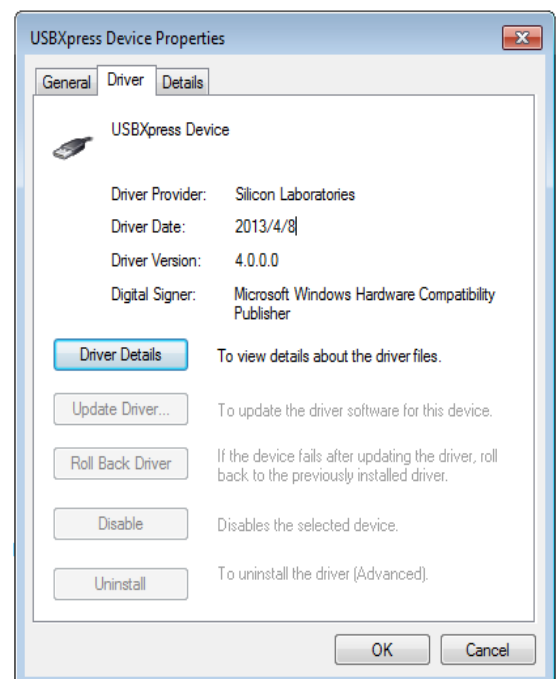 USBXpress Device Properties
General Driver Details
USBXpress Device
Driver Provider: Silicon Laboratories
Driver Date: 2013/4/8
Driver Version: 4.0.0.0
Digital Signer: Microsoft Windows Hardware Compatibility
Publisher
Driver Details To view details about the driver files.
Update Driver... To update the driver software for this device.
Roll Back Driver If the device fails after updating the driver, roll
back to the previously installed driver.
Disable Disables the selected device.
Uninstall To uninstall the driver (Advanced).
OK Cancel